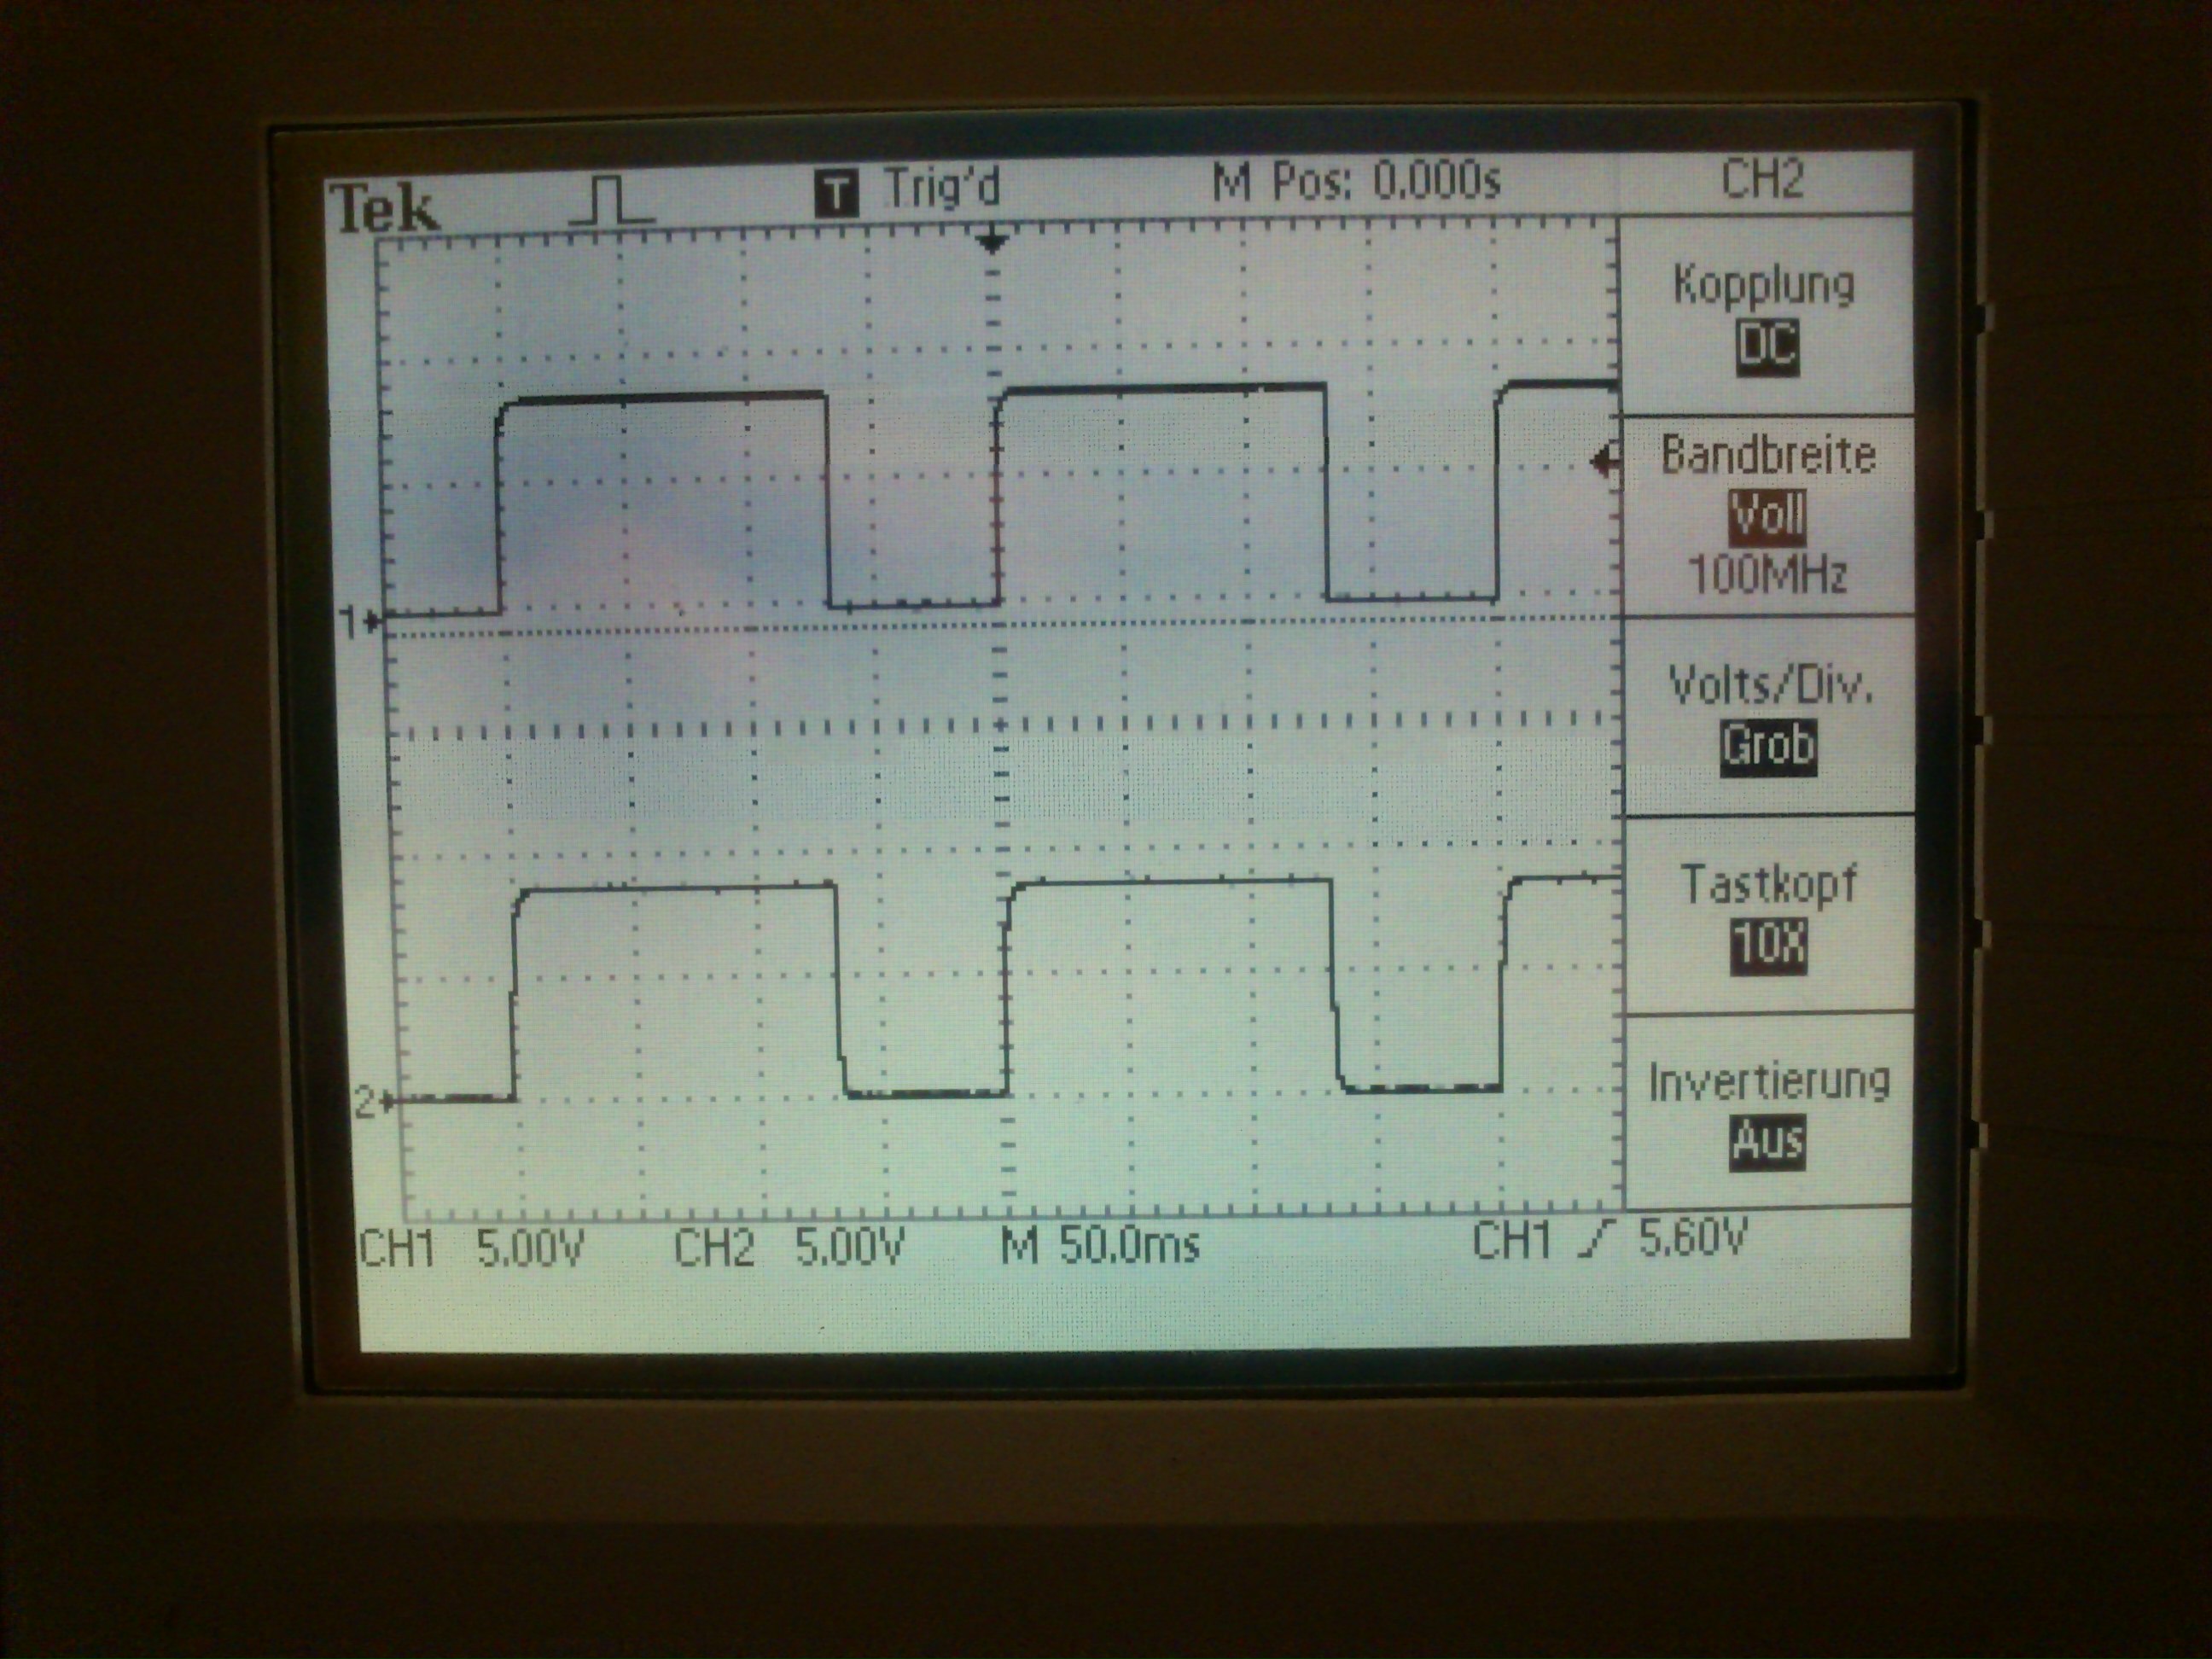 Tek T Trig'd M Pos: 0.000s CH2
Kopplung
DC
Bandbreite
Voll
100MHz
Volts/Div.
Grob
Tastkopf
10X
Invertierung
Aus
1
2
CH1 5.00V CH2 5.00V M 50.0ms CH1 5.60V